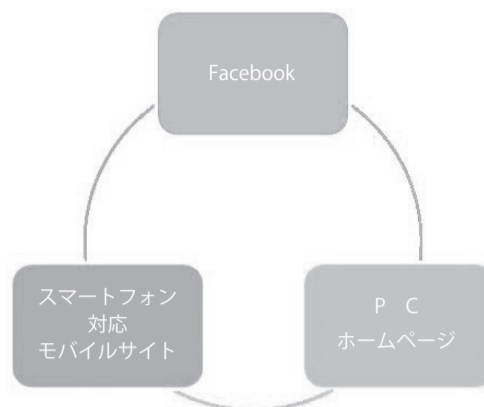 Facebook
スマートフォン
対応
モバイルサイト
P C
ホームページ